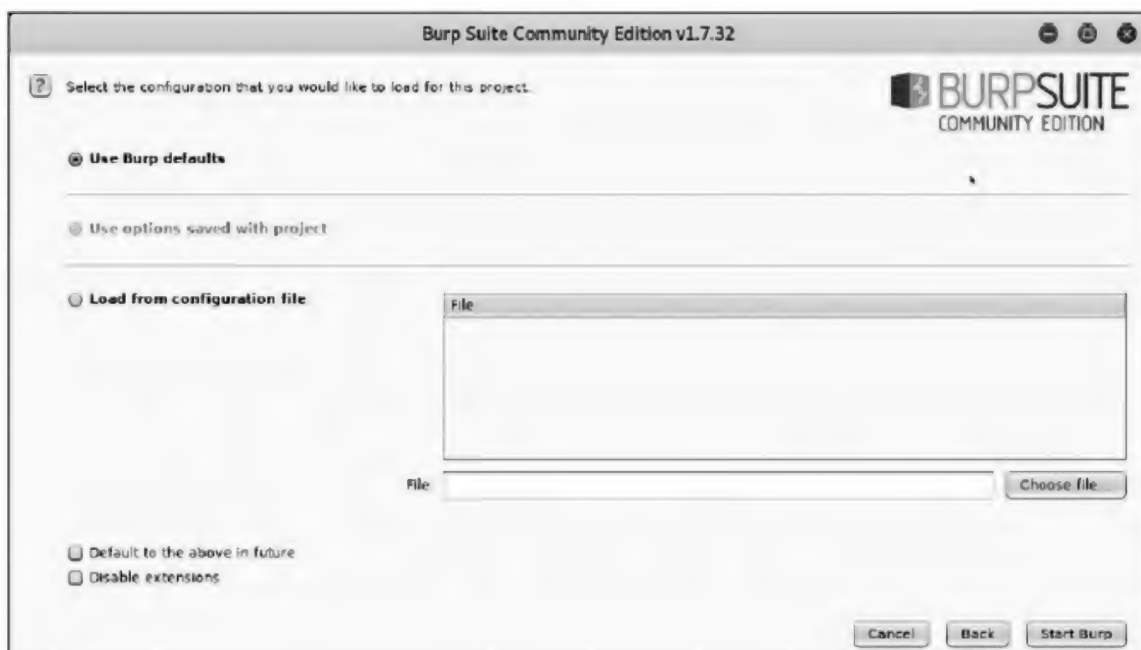 Burp Suite Community Edition v1.7.32
? Select the configuration that you would like to load for this project.
BURPSUITE
COMMUNITY EDITION
Use Burp defaults
Use options saved with project
Load from configuration file
File
File
Choose file...
Default to the above in future
Disable extensions
Cancel Back Start Burp